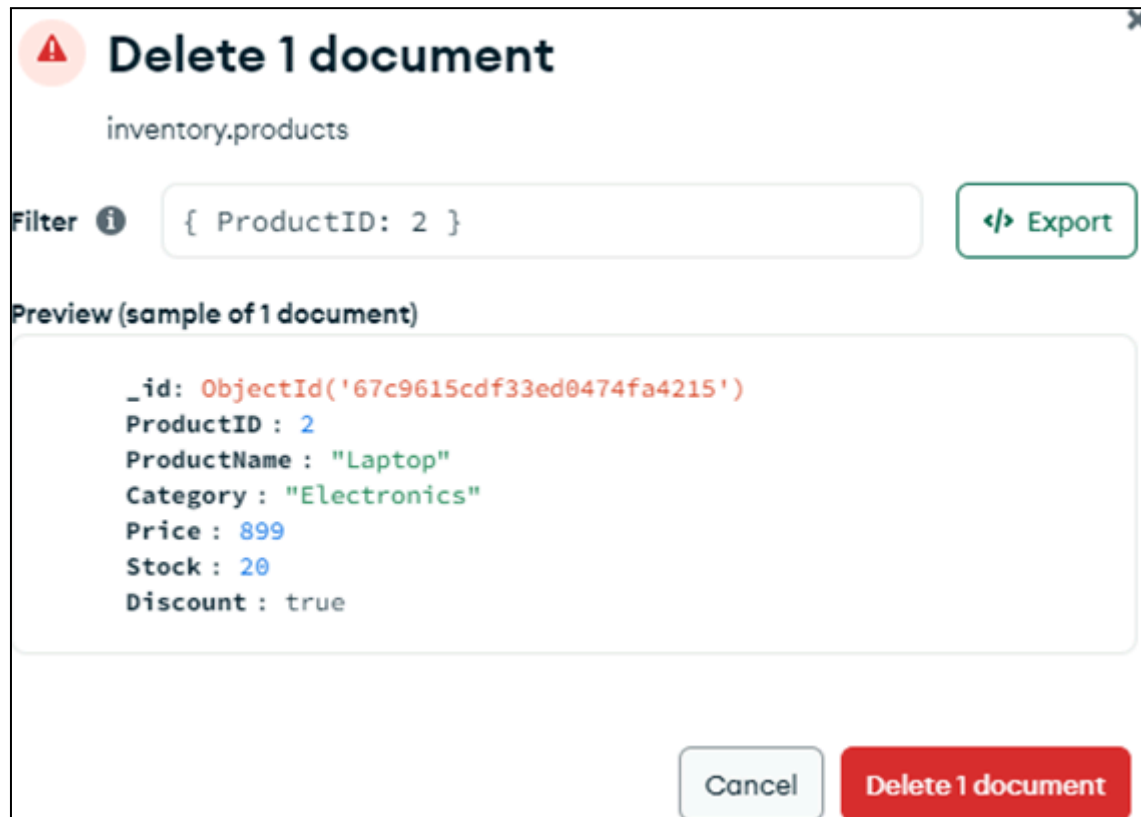 Delete 1 document
inventory.products
Filter { ProductID: 2 } </> Export
Preview (sample of 1 document)
_id: ObjectId('67c9615cdf33ed0474fa4215')
ProductID : 2
ProductName : "Laptop"
Category : "Electronics"
Price : 899
Stock : 20
Discount : true
Cancel Delete 1 document